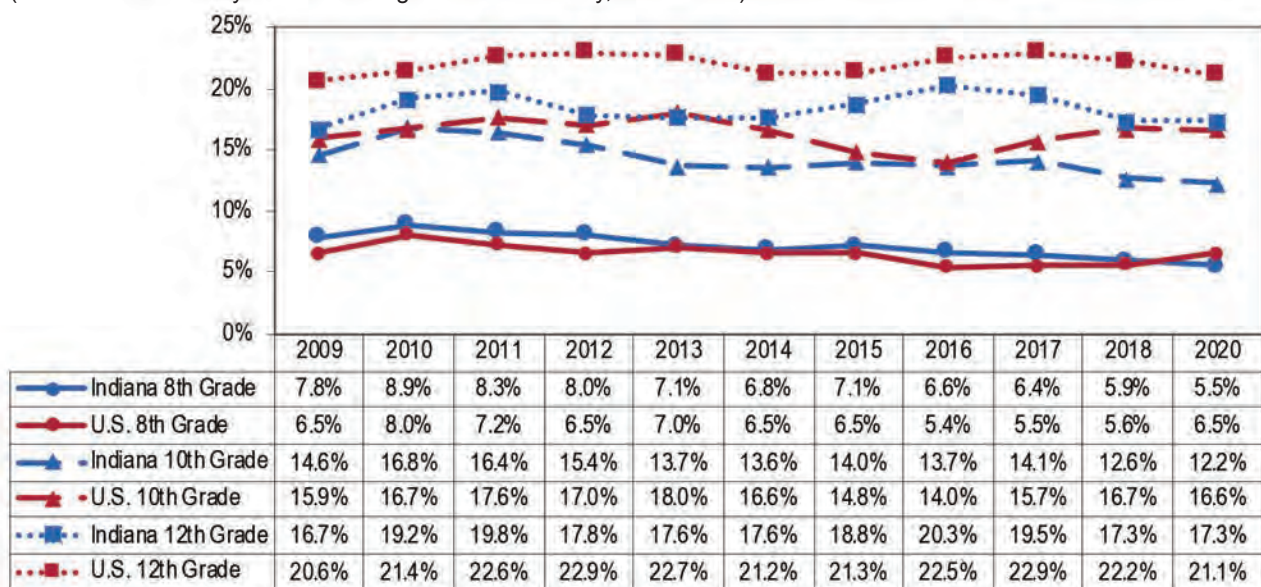 25%
20%
15%
10%
5%
0%
2009 2010 2011 2012 2013 2014 2015 2016 2017 2018 2020
Indiana 8th Grade 7.8% 8.9% 8.3% 8.0% 7.1% 6.8% 7.1% 6.6% 6.4% 5.9% 5.5%
U.S. 8th Grade 6.5% 8.0% 7.2% 6.5% 7.0% 6.5% 6.5% 5.4% 5.5% 5.6% 6.5%
Indiana 10th Grade 14.6% 16.8% 16.4% 15.4% 13.7% 13.6% 14.0% 13.7% 14.1% 12.6% 12.2%
U.S. 10th Grade 15.9% 16.7% 17.6% 17.0% 18.0% 16.6% 14.8% 14.0% 15.7% 16.7% 16.6%
Indiana 12th Grade 16.7% 19.2% 19.8% 17.8% 17.6% 17.6% 18.8% 20.3% 19.5% 17.3% 17.3%
U.S. 12th Grade 20.6% 21.4% 22.6% 22.9% 22.7% 21.2% 21.3% 22.5% 22.9% 22.2% 21.1%